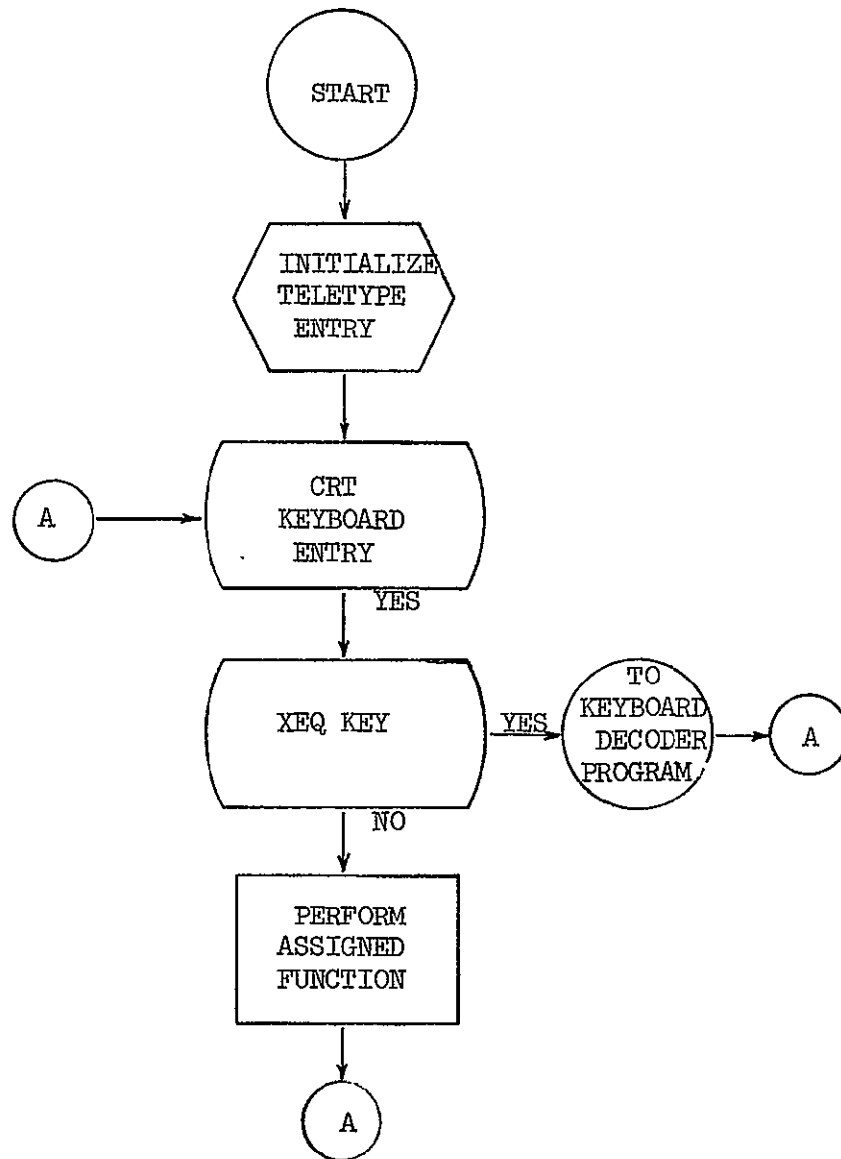 START
INITIALIZE
TELETYPE
ENTRY
CRT
KEYBOARD
ENTRY
A
YES
XEQ KEY
YES
TO
KEYBOARD
DECODER
PROGRAM
A
NO
PERFORM
ASSIGNED
FUNCTION
A